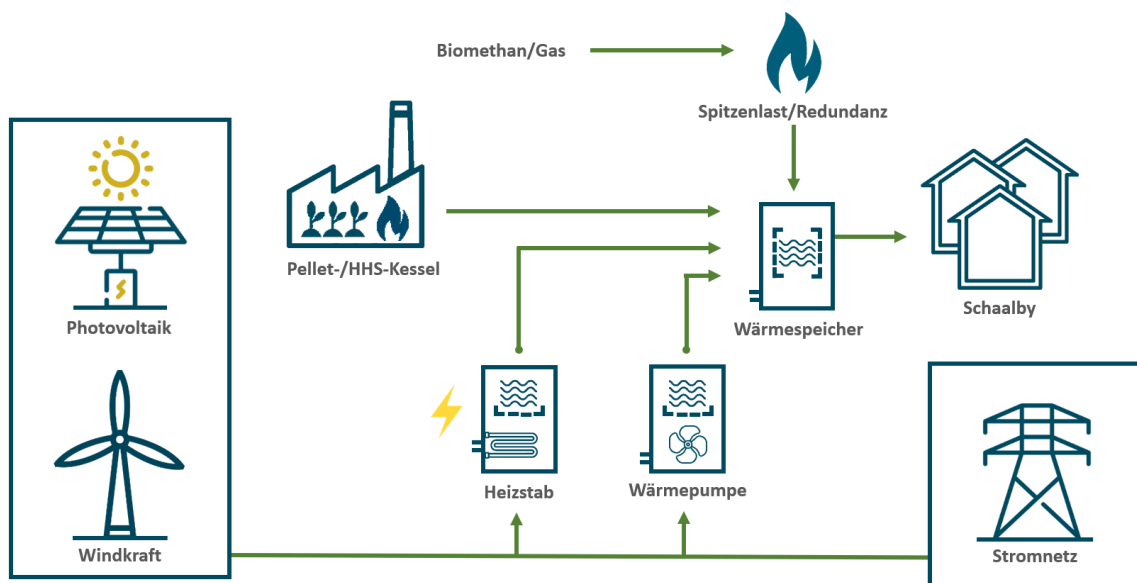 Biomethan/Gas
Spitzenlast/Redundanz
Pellet-/HHS-Kessel
Photovoltaik
Wärmespeicher
Schaalby
Heizstab
Wärmepumpe
Windkraft
Stromnetz